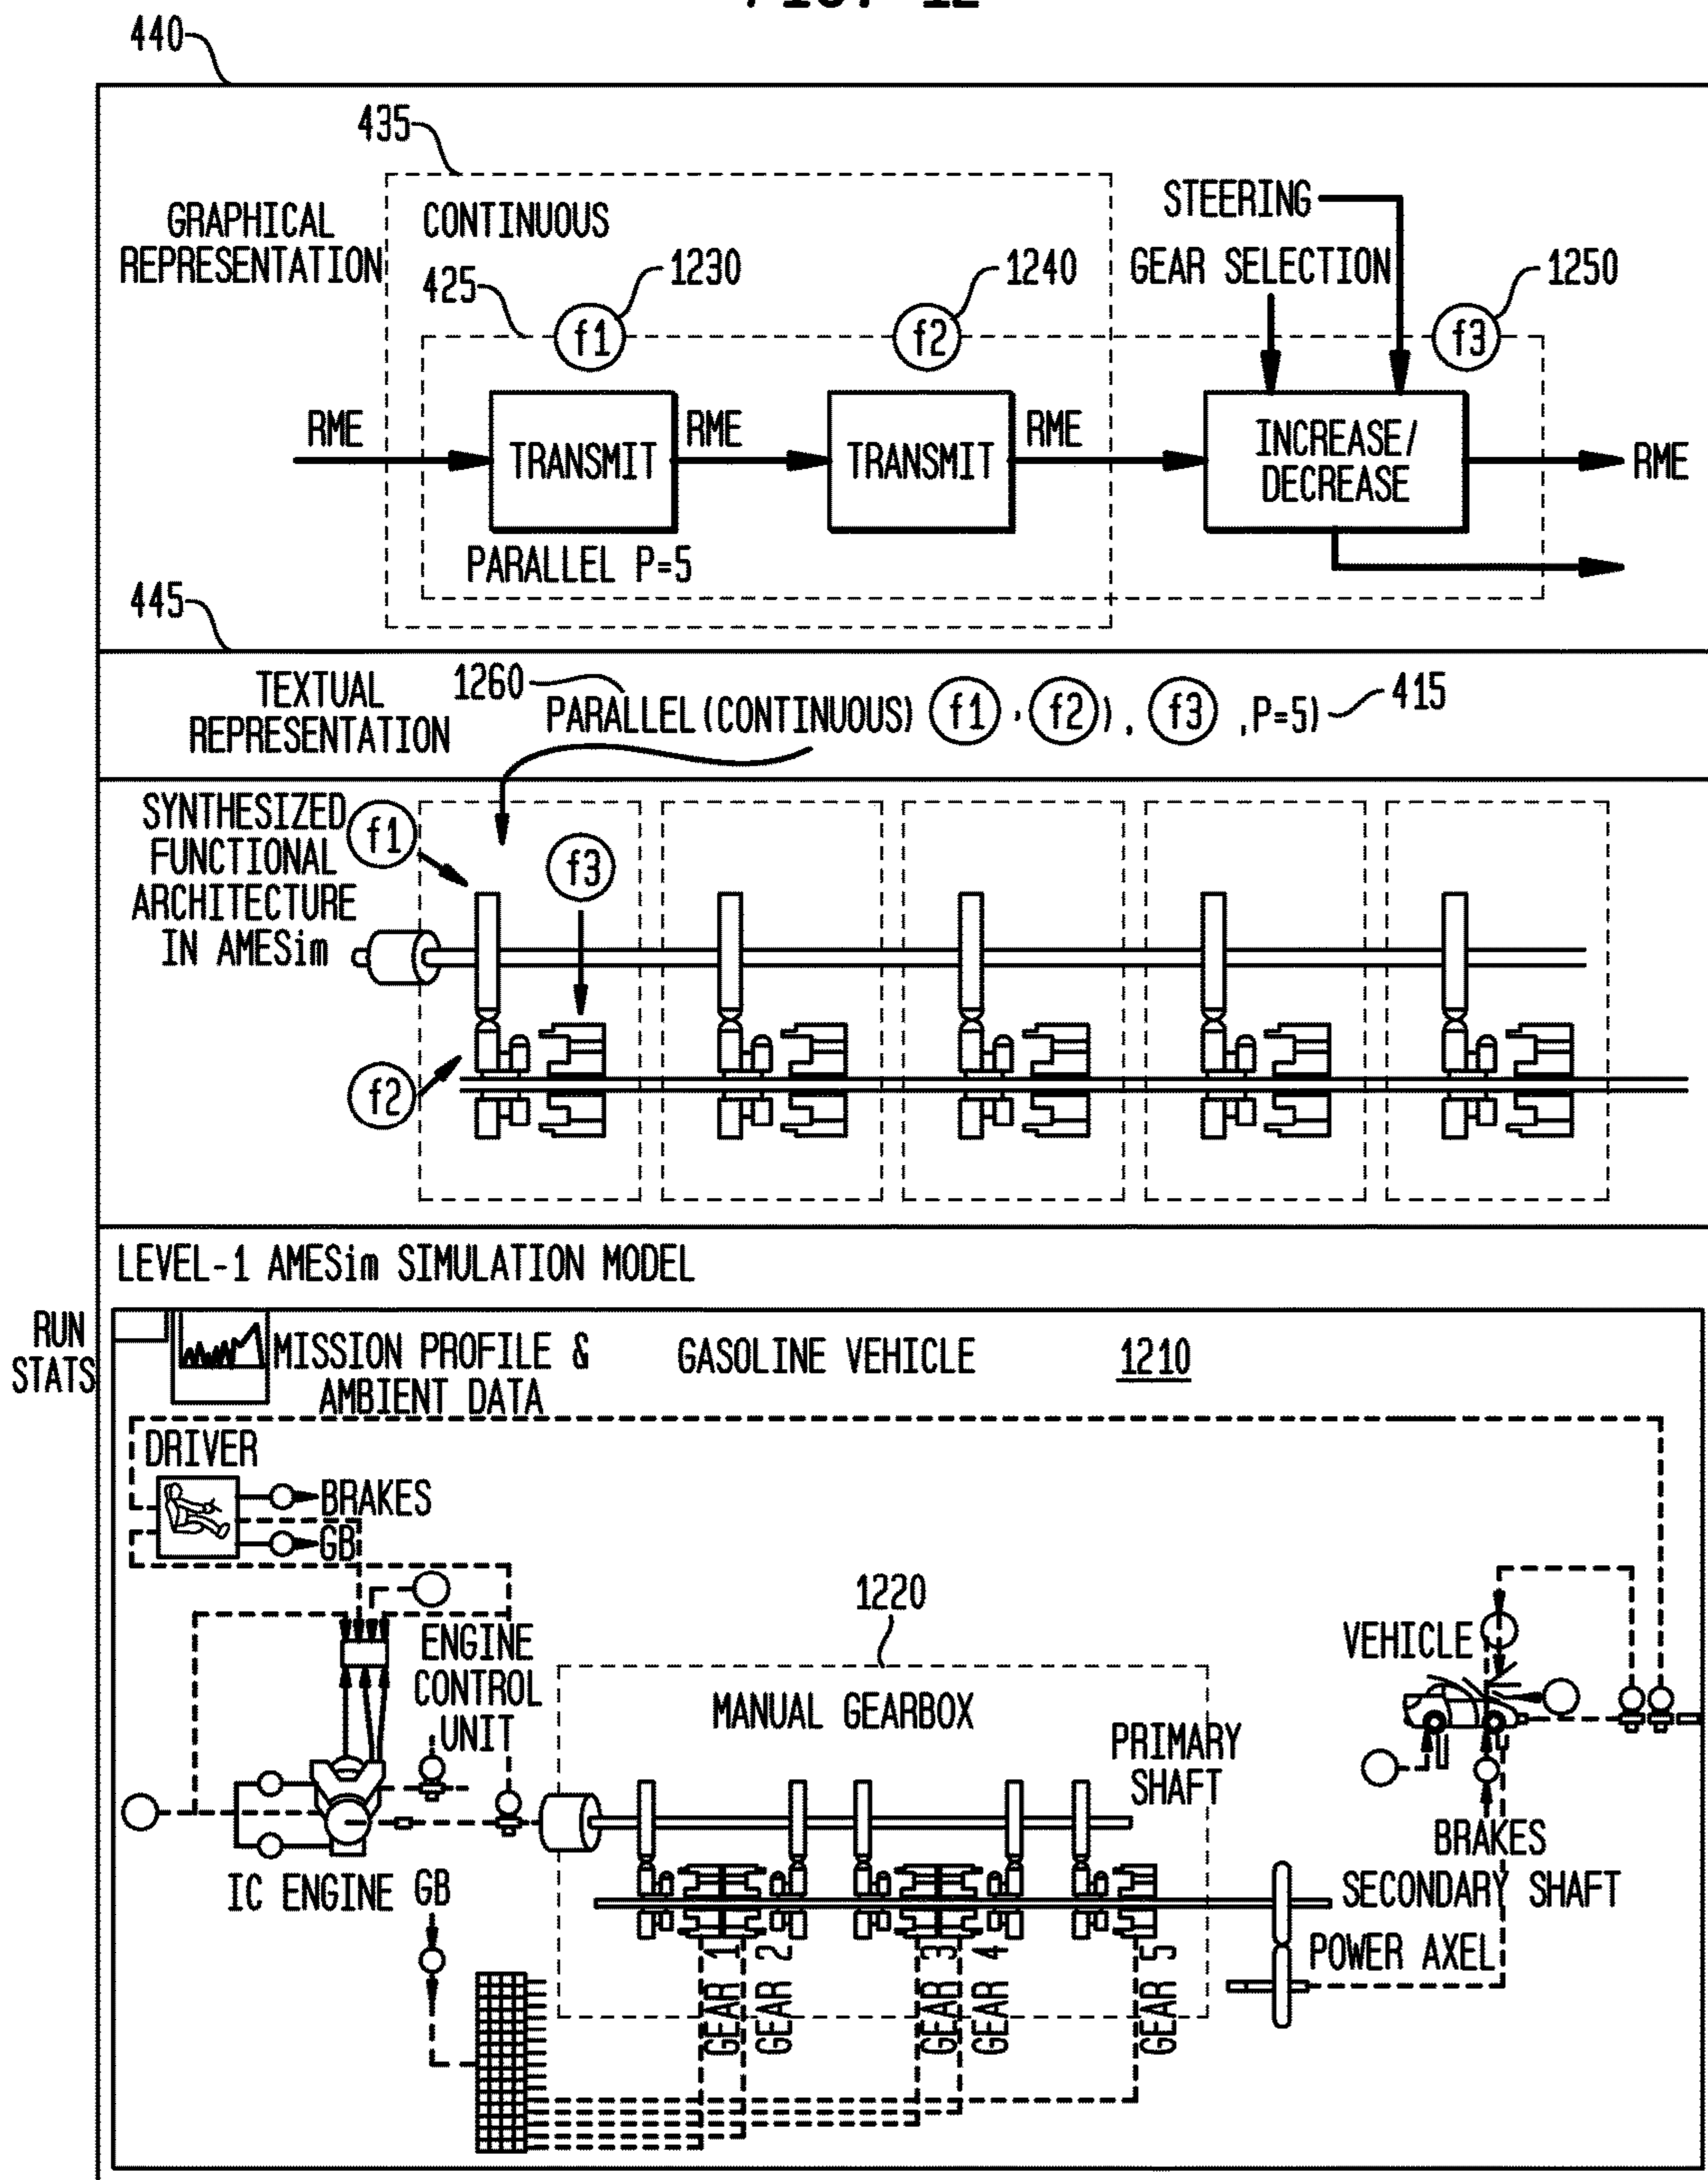 FIG. 12
440
435
GRAPHICAL
REPRESENTATION
CONTINUOUS
425
f1
1230
f2
1240
STEERING
GEAR SELECTION
f3
1250
RME
TRANSMIT
RME
TRANSMIT
RME
INCREASE/
DECREASE
RME
PARALLEL P=5
445
TEXTUAL
REPRESENTATION
1260
PARALLEL(CONTINUOUS) f1 , f2) , f3 ,P=5)
415
SYNTHESIZED
FUNCTIONAL
ARCHITECTURE
IN AMESim
f1
f3
f2
LEVEL-1 AMESim SIMULATION MODEL
RUN
STATS
MISSION PROFILE &
AMBIENT DATA
GASOLINE VEHICLE
1210
DRIVER
BRAKES
GB
ENGINE
CONTROL
UNIT
1220
MANUAL GEARBOX
PRIMARY
SHAFT
VEHICLE
BRAKES
IC ENGINE
GB
SECONDARY SHAFT
POWER AXEL
GEAR 1
GEAR 2
GEAR 3
GEAR 4
GEAR 5